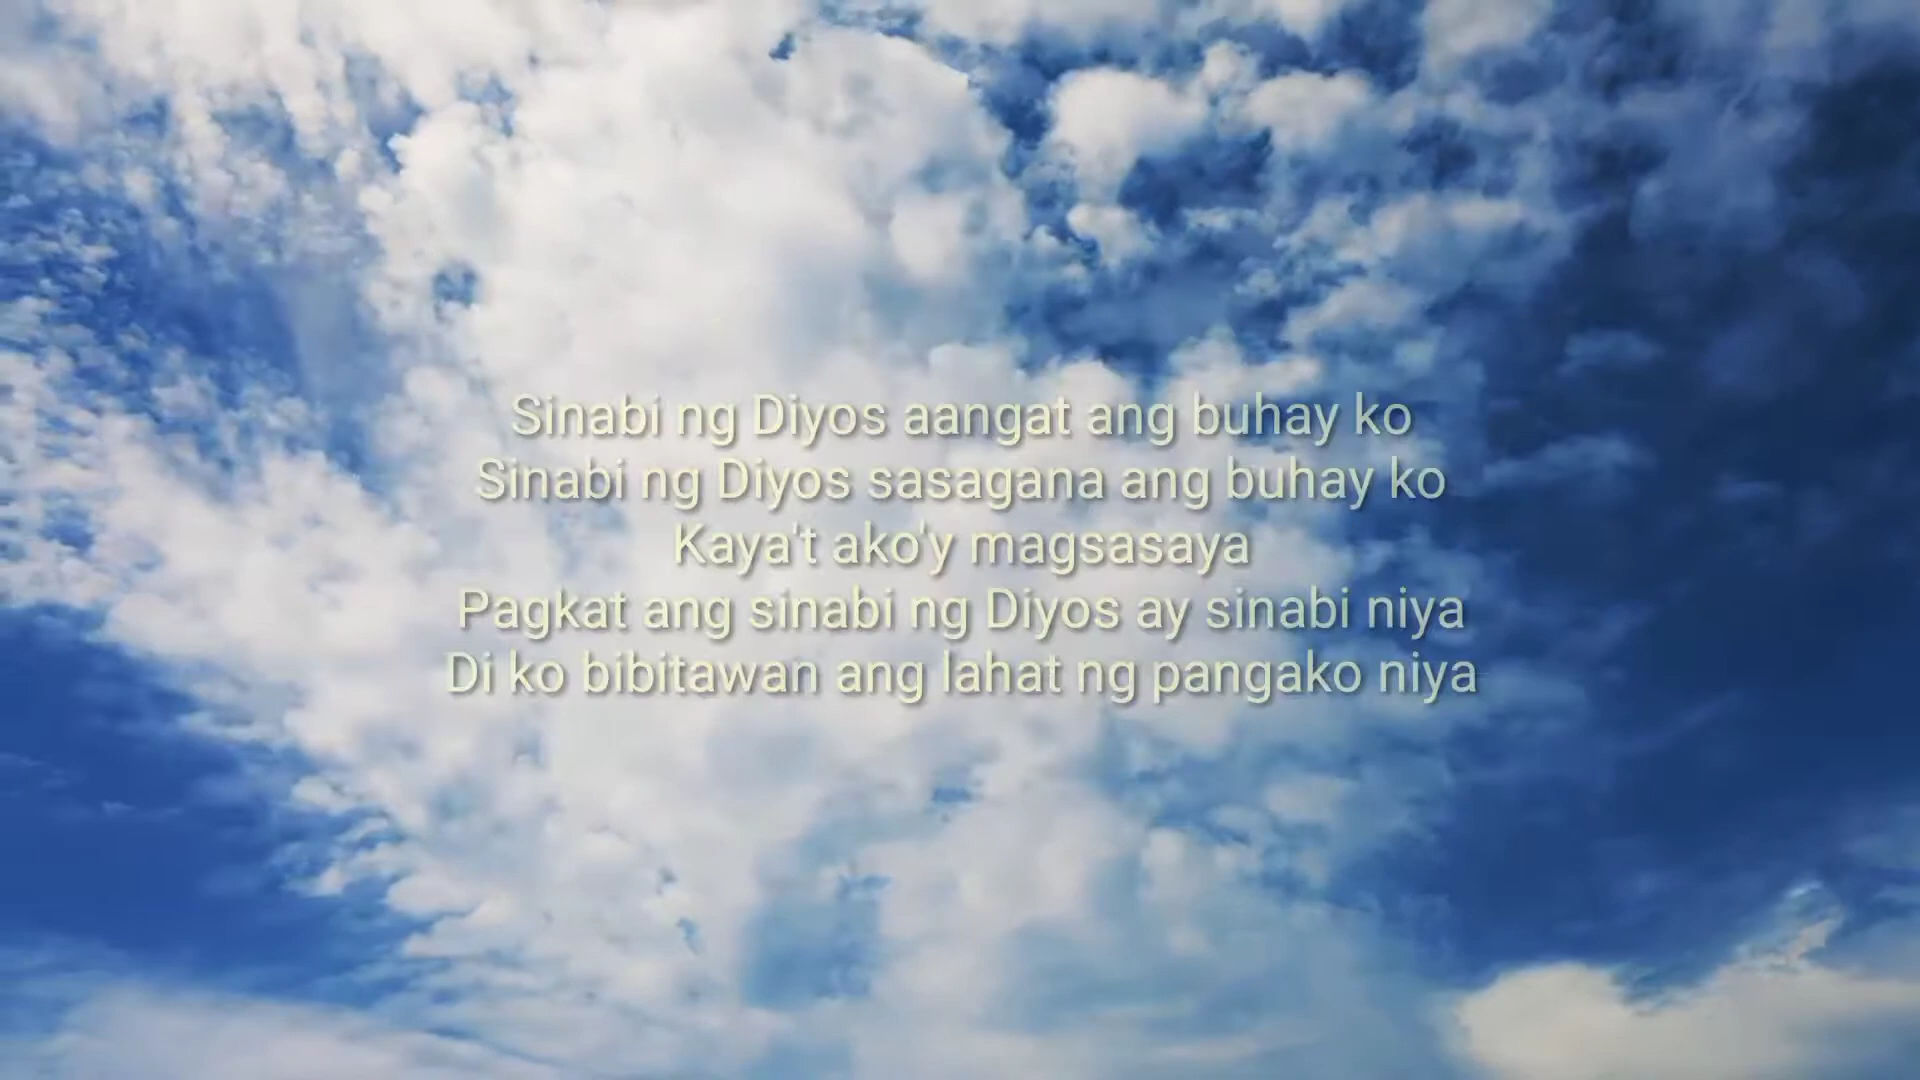 Sinabi ng Diyos aangat ang buhay ko
Sinabi ng Diyos sasagana ang buhay ko
Kaya't ako'y magsasaya
Pagkat ang sinabi ng Diyos ay sinabi niya
Di ko bibitawan ang lahat ng pangako niya